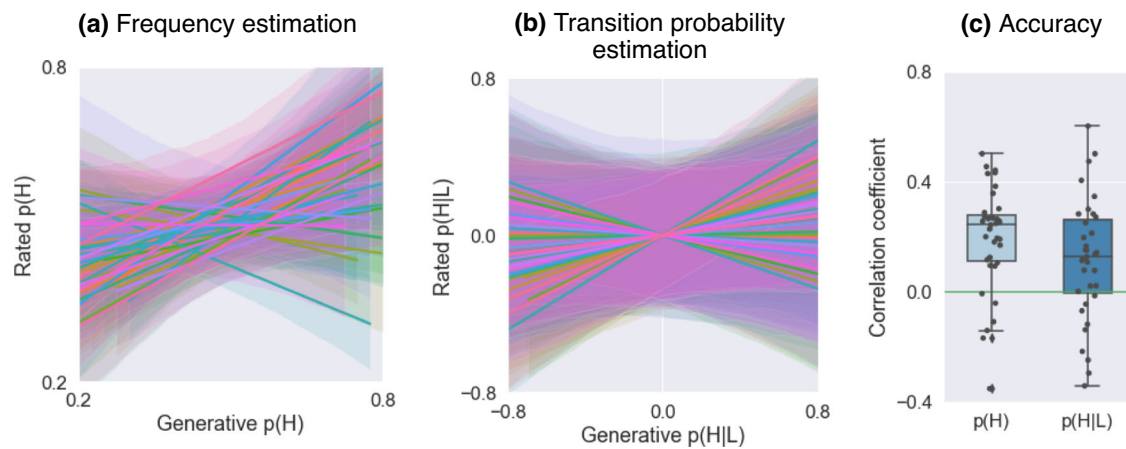 (a) Frequency estimation
0.8
Rated p(H)
0.2
0.2
0.8
Generative p(H)
(b) Transition probability
estimation
0.8
Rated p(H|L)
0.0
−0.8
−0.8
0.0
0.8
Generative p(H|L)
(c) Accuracy
0.8
Correlation coefficient
0.4
0.0
−0.4
p(H)
p(H|L)